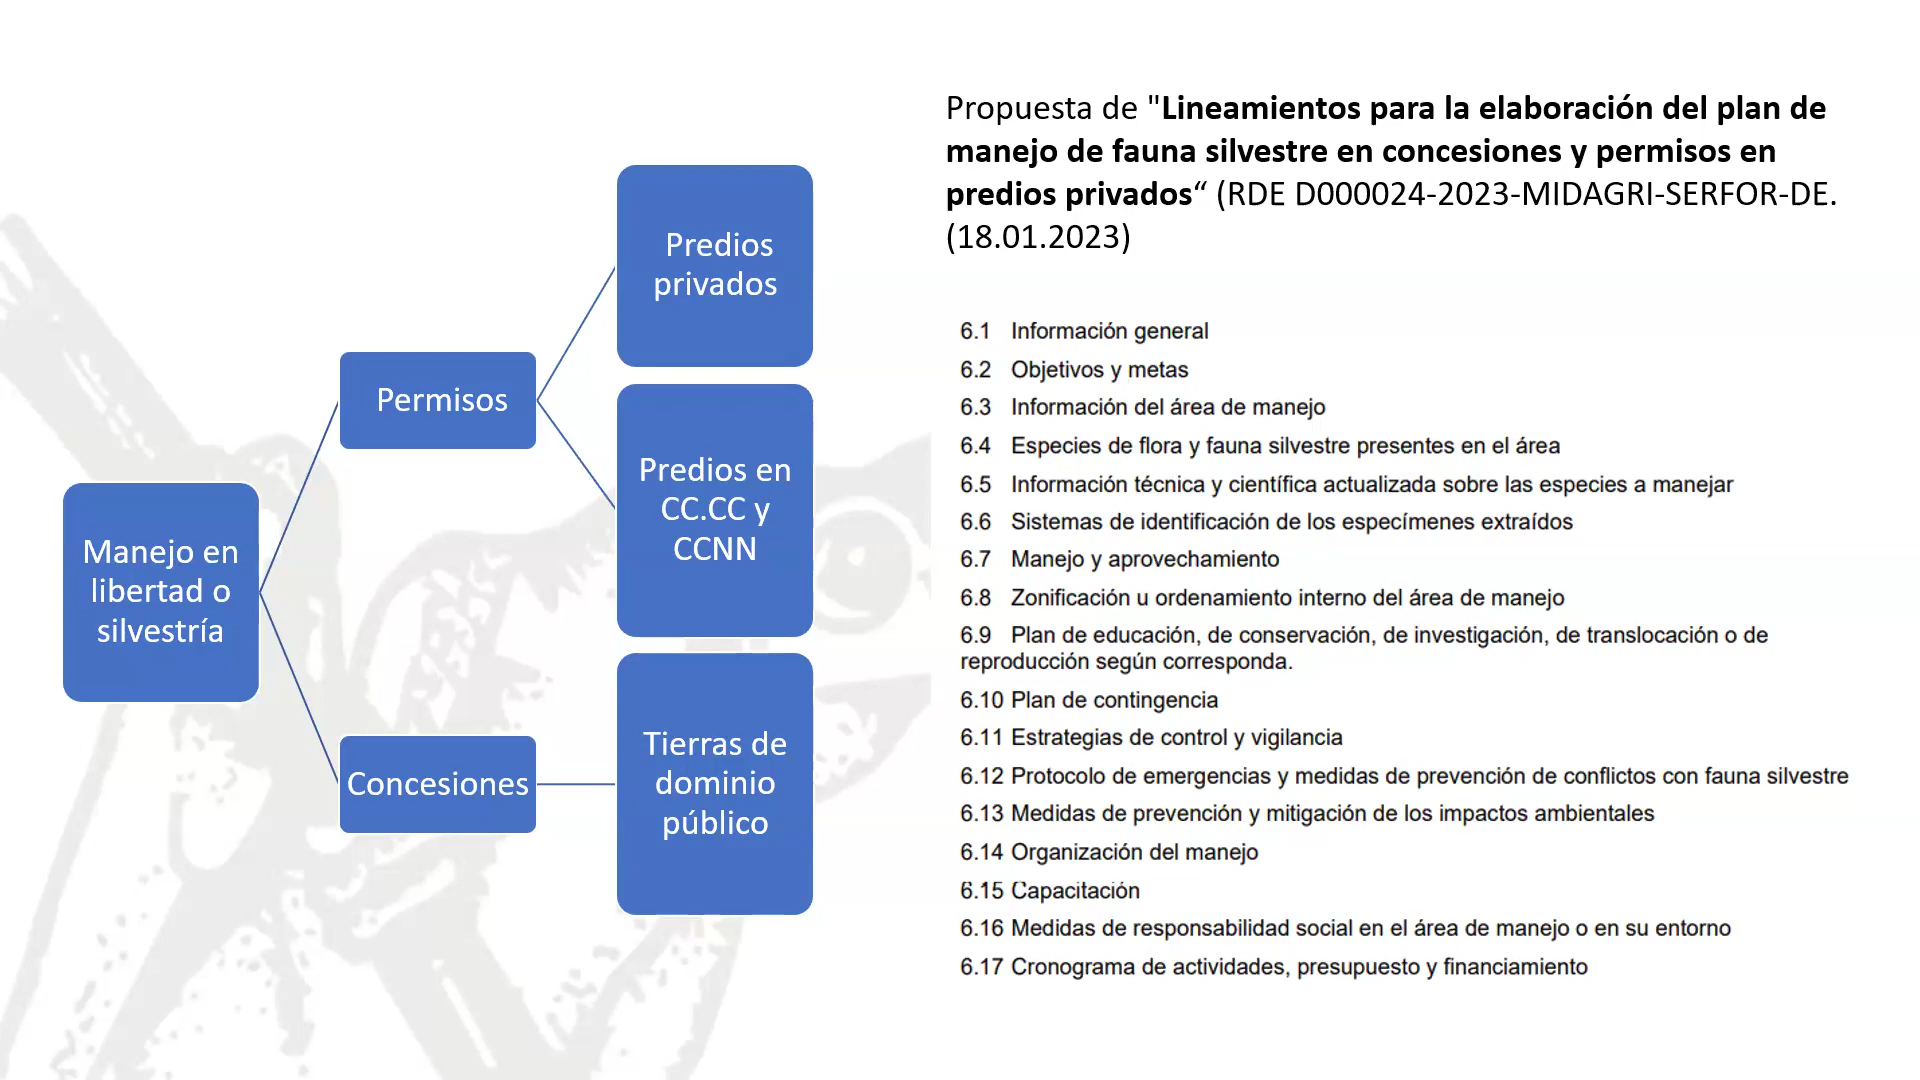 Propuesta de "Lineamientos para la elaboración del plan de
manejo de fauna silvestre en concesiones y permisos en
predios privados“ (RDE D000024-2023-MIDAGRI-SERFOR-DE.
(18.01.2023)
Manejo en
libertad o
silvestría
Permisos
Concesiones
Predios
privados
Predios en
CC.CC y
CCNN
Tierras de
dominio
público
6.1 Información general
6.2 Objetivos y metas
6.3 Información del área de manejo
6.4 Especies de flora y fauna silvestre presentes en el área
6.5 Información técnica y científica actualizada sobre las especies a manejar
6.6 Sistemas de identificación de los especímenes extraídos
6.7 Manejo y aprovechamiento
6.8 Zonificación u ordenamiento interno del área de manejo
6.9 Plan de educación, de conservación, de investigación, de translocación o de
reproducción según corresponda.
6.10 Plan de contingencia
6.11 Estrategias de control y vigilancia
6.12 Protocolo de emergencias y medidas de prevención de conflictos con fauna silvestre
6.13 Medidas de prevención y mitigación de los impactos ambientales
6.14 Organización del manejo
6.15 Capacitación
6.16 Medidas de responsabilidad social en el área de manejo o en su entorno
6.17 Cronograma de actividades, presupuesto y financiamiento